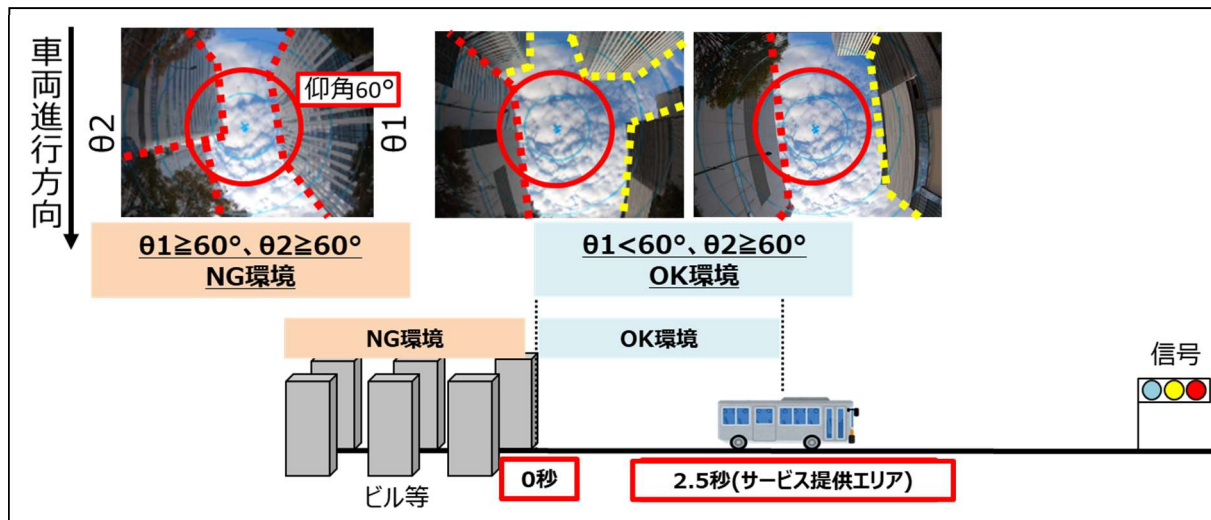 車両進行方向
θ2
仰角60°
θ1
θ1≧60°、θ2≧60°
NG環境
θ1<60°、θ2≧60°
OK環境
NG環境
OK環境
信号
ビル等
0秒
2.5秒(サービス提供エリア)